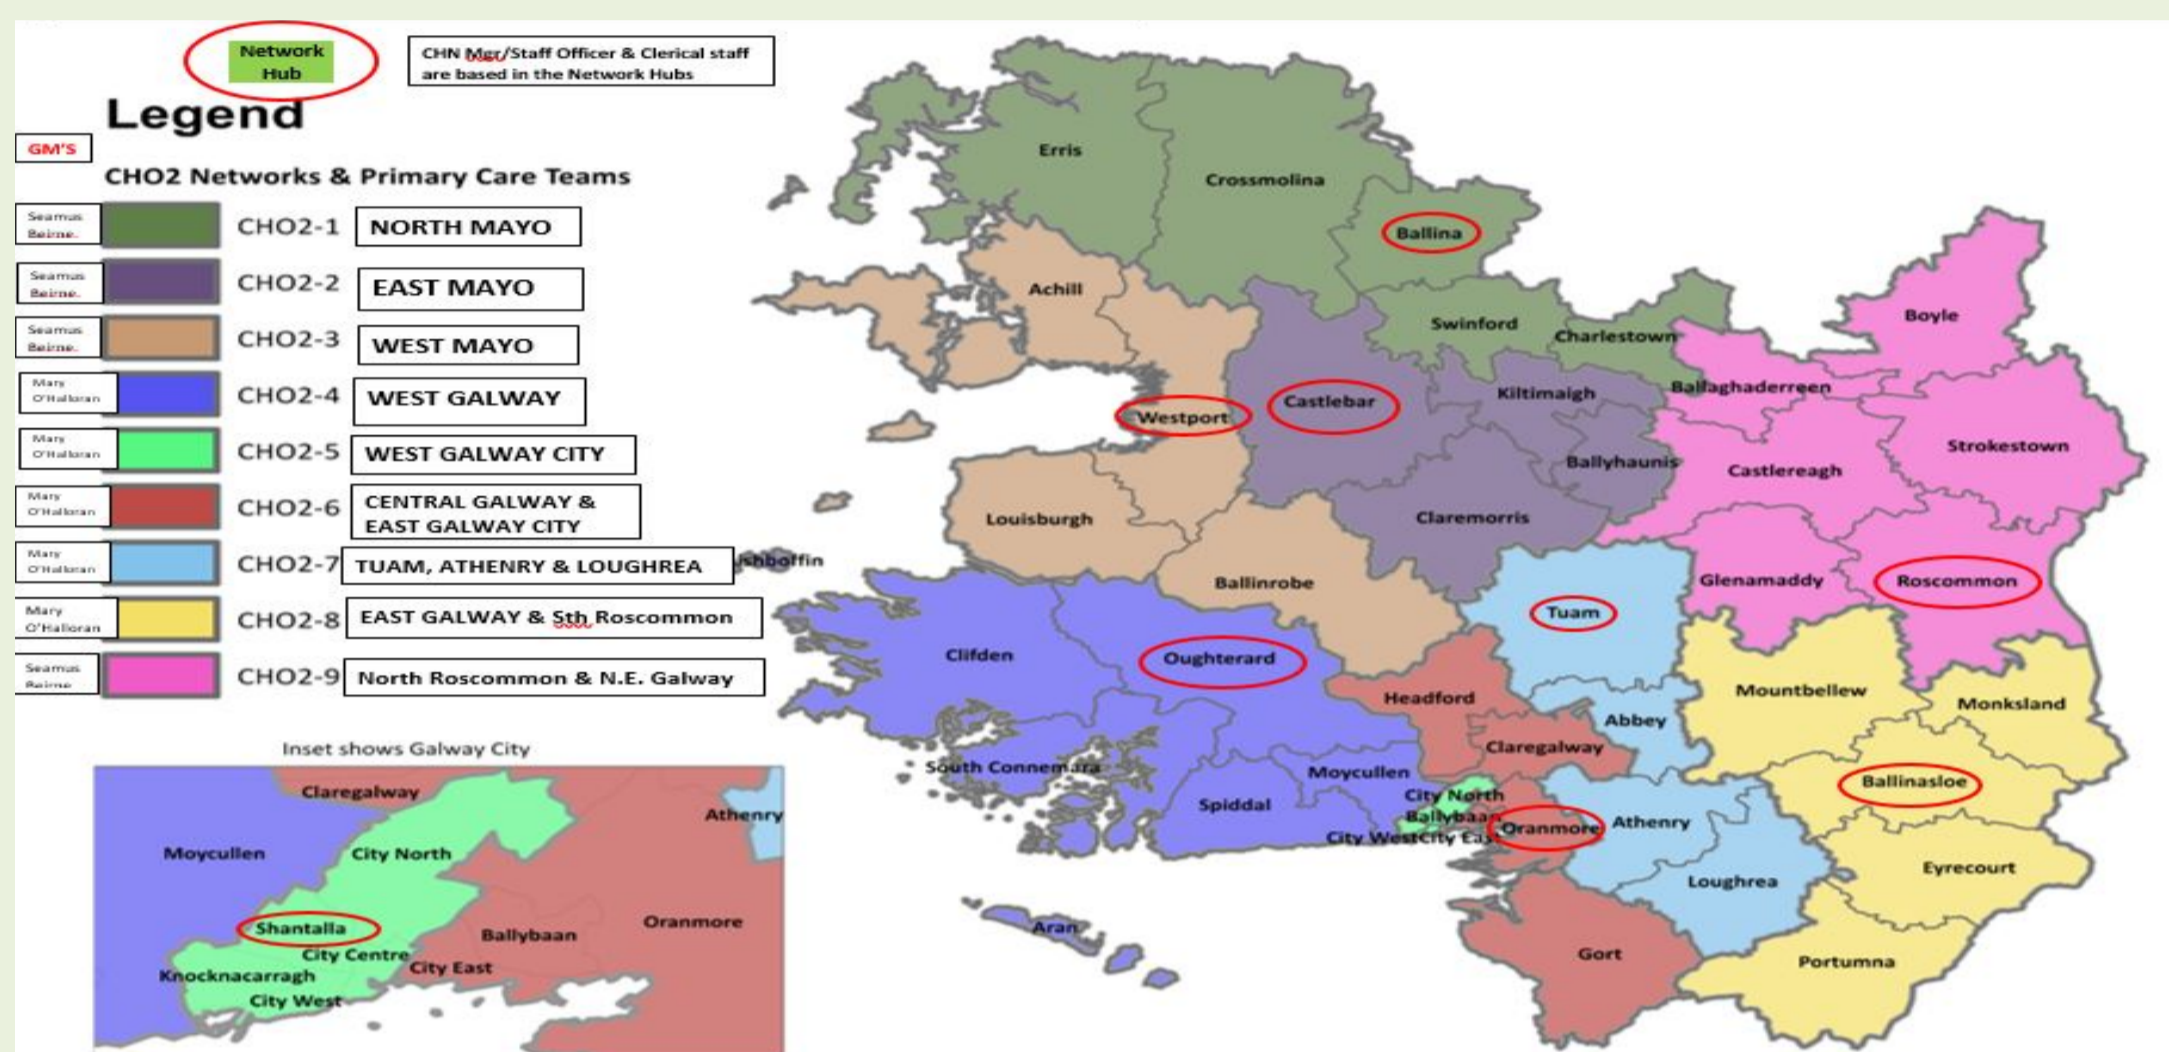 Network
Hub
CHN Mgr/Staff Officer & Clerical staff
are based in the Network Hubs
Legend
GM'S
CHO2 Networks & Primary Care Teams
Seamus
Beirne.
CHO2-1
NORTH MAYO
Seamus
Beirne.
CHO2-2
EAST MAYO
Seamus
Beirne.
CHO2-3
WEST MAYO
Mary
O'Halloran
CHO2-4
WEST GALWAY
Mary
O'Halloran
CHO2-5
WEST GALWAY CITY
Mary
O'Halloran
CHO2-6
CENTRAL GALWAY &
EAST GALWAY CITY
Mary
O'Halloran
CHO2-7
TUAM, ATHENRY & LOUGHREA
Mary
O'Halloran
CHO2-8
EAST GALWAY & Sth Roscommon
Seamus
Beirne
CHO2-9
North Roscommon & N.E. Galway
Inset shows Galway City
Claregalway
Athenry
Moycullen
City North
Shantalla
Oranmore
Ballybaan
City Centre
City East
Knocknacarragh
City West
Erris
Crossmolina
Ballina
Achill
Swinford
Charlestown
Boyle
Ballaghaderreen
Kiltimaigh
Castlebar
Westport
Strokestown
Ballyhaunis
Castlereagh
Louisburgh
Claremorris
shboffin
Ballinrobe
Glenamaddy
Roscommon
Tuam
Clifden
Oughterard
Headford
Mountbellew
Monksland
Abbey
Claregalway
South Connemara
Moycullen
Ballinasloe
City North
Spiddal
Ballybaan
Oranmore
Athenry
City West
City East
Eyrecourt
Loughrea
Aran
Gort
Portumna